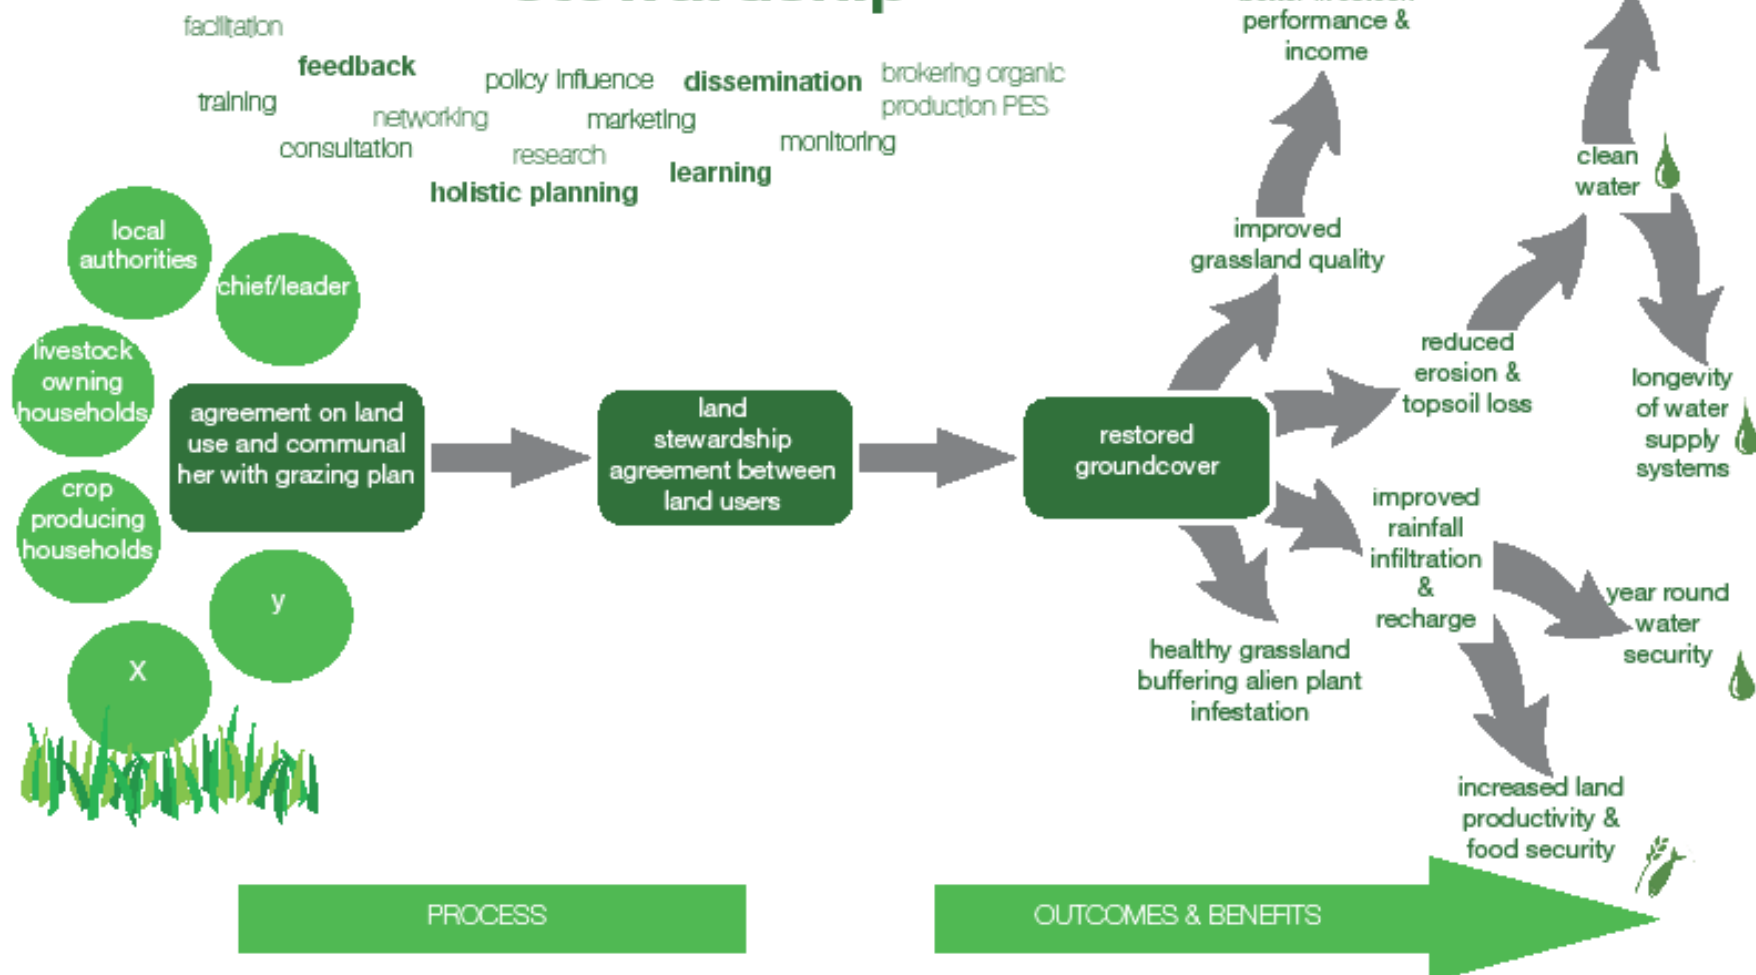 facilitation
feedback
policy influence
dissemination
brokering organic
production PES
training
networking
marketing
consultation
research
monitoring
learning
holistic planning
local
authorities
chief/leader
livestock
owning
households
crop
producing
households
y
x
agreement on land
use and communal
her with grazing plan
land
stewardship
agreement between
land users
restored
groundcover
performance &
income
improved
grassland quality
clean
water
reduced
erosion &
topsoil loss
longevity
of water
supply
systems
improved
rainfall
infiltration
&
recharge
year round
water
security
healthy grassland
buffering alien plant
infestation
increased land
productivity &
food security
PROCESS
OUTCOMES & BENEFITS